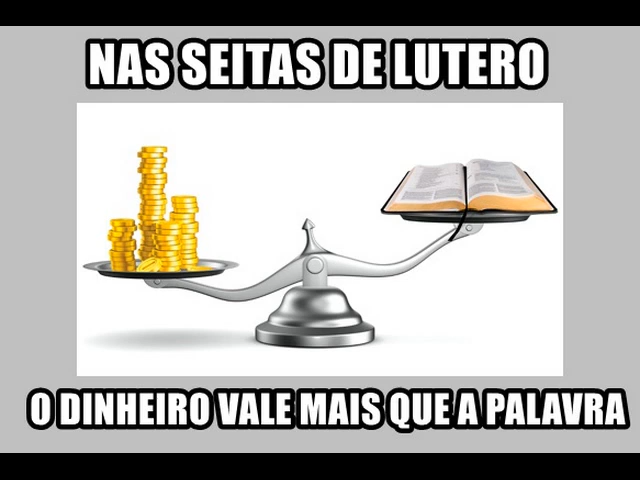 NAS SEITAS DE LUTERO
O DINHEIRO VALE MAIS QUE A PALAVRA